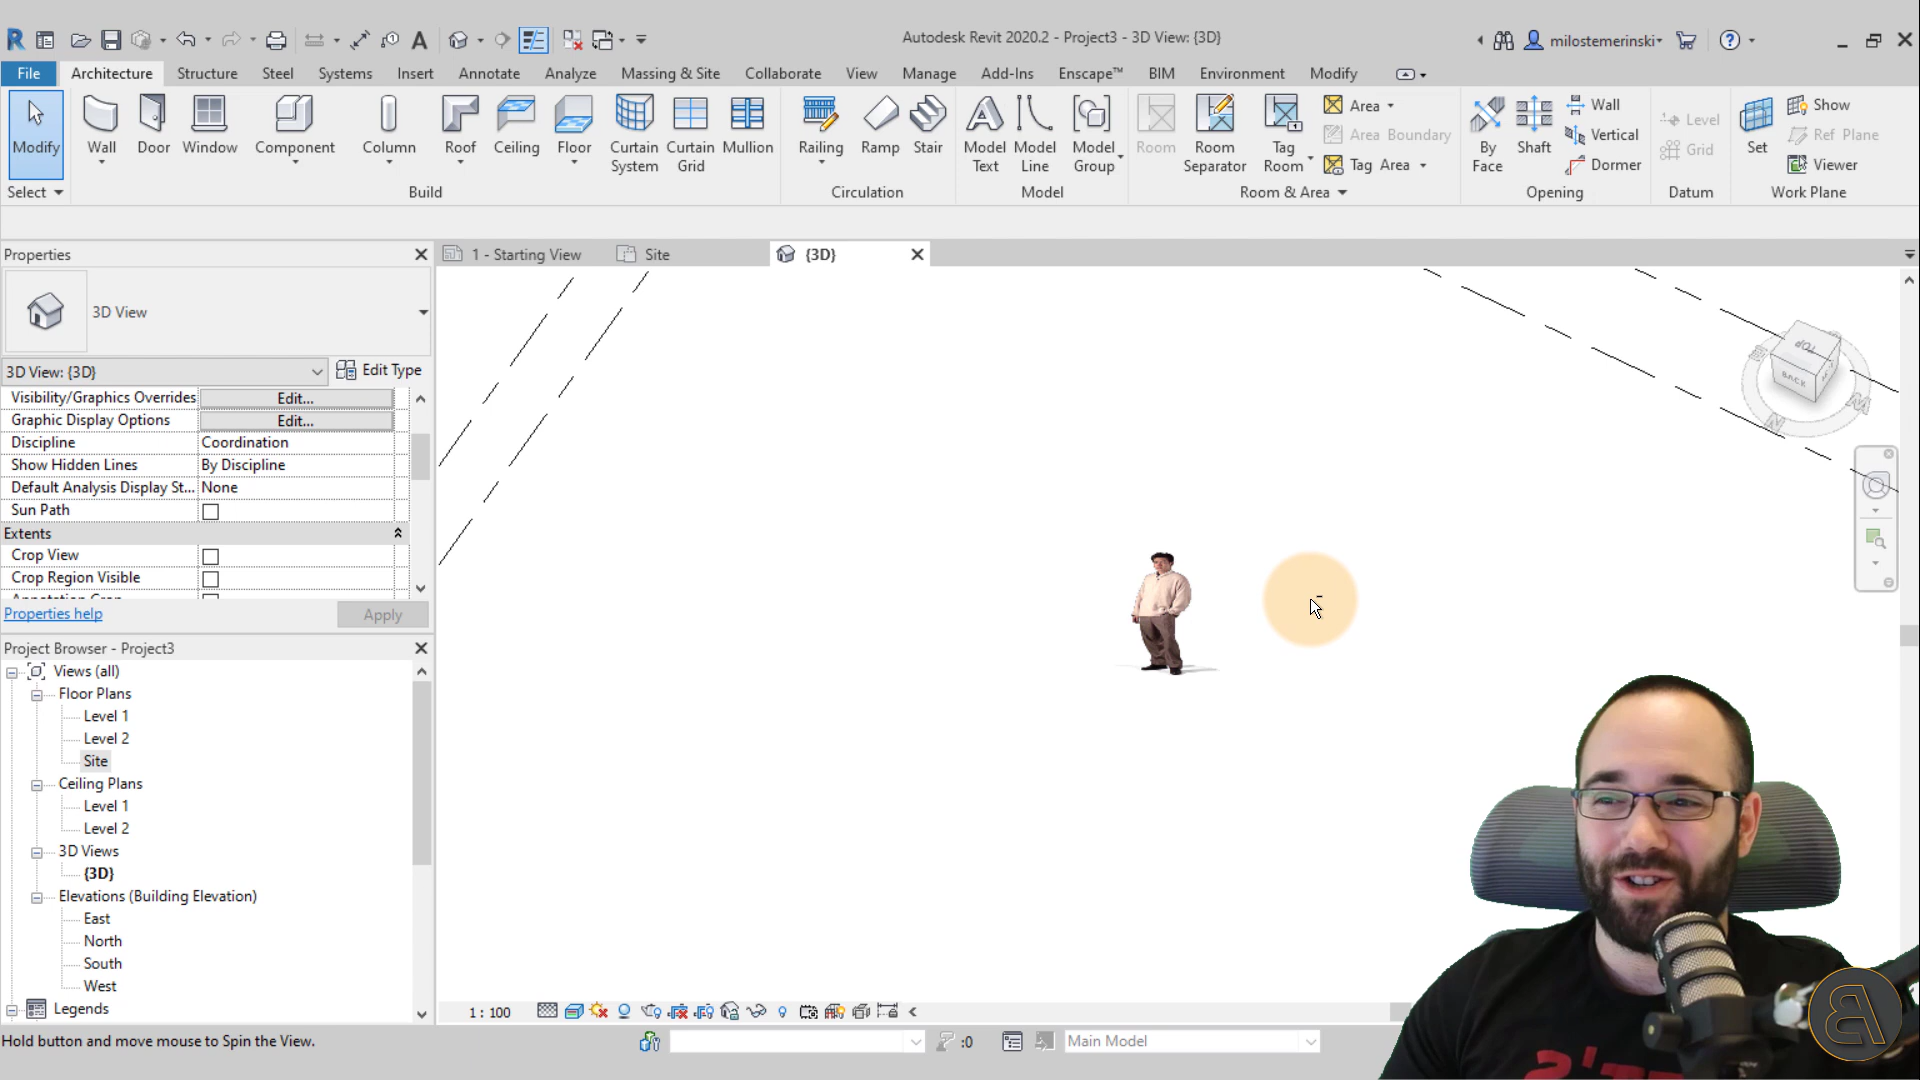 Autodesk Revit 2020.2 - Project3 - 3D View: {3D}
milostemerinski
File Architecture Structure Steel Systems Insert Annotate Analyze Massing & Site Collaborate View Manage Add-Ins Enscape™ BIM Environment Modify
Modify
Wall
Door
Window
Component
Column
Roof
Ceiling
Floor
Curtain System
Curtain Grid
Mullion
Railing
Ramp
Stair
Model Text
Model Line
Model Group
Room
Room Separator
Tag Room
Area
Area Boundary
Tag Area
By Face
Shaft
Wall
Vertical
Dormer
Level
Grid
Set
Show
Ref Plane
Viewer
Select
Build
Circulation
Model
Room & Area
Opening
Datum
Work Plane
Properties
1 - Starting View
Site
{3D}
3D View
3D View: {3D}
Edit Type
Visibility/Graphics Overrides Edit...
Graphic Display Options Edit...
Discipline Coordination
Show Hidden Lines By Discipline
Default Analysis Display St... None
Sun Path
Extents
Crop View
Crop Region Visible
Properties help
Apply
TOP
BACK
Project Browser - Project3
Views (all)
Floor Plans
Level 1
Level 2
Site
Ceiling Plans
Level 1
Level 2
3D Views
{3D}
Elevations (Building Elevation)
East
North
South
West
Legends
1 : 100
Hold button and move mouse to Spin the View.
:0
Main Model